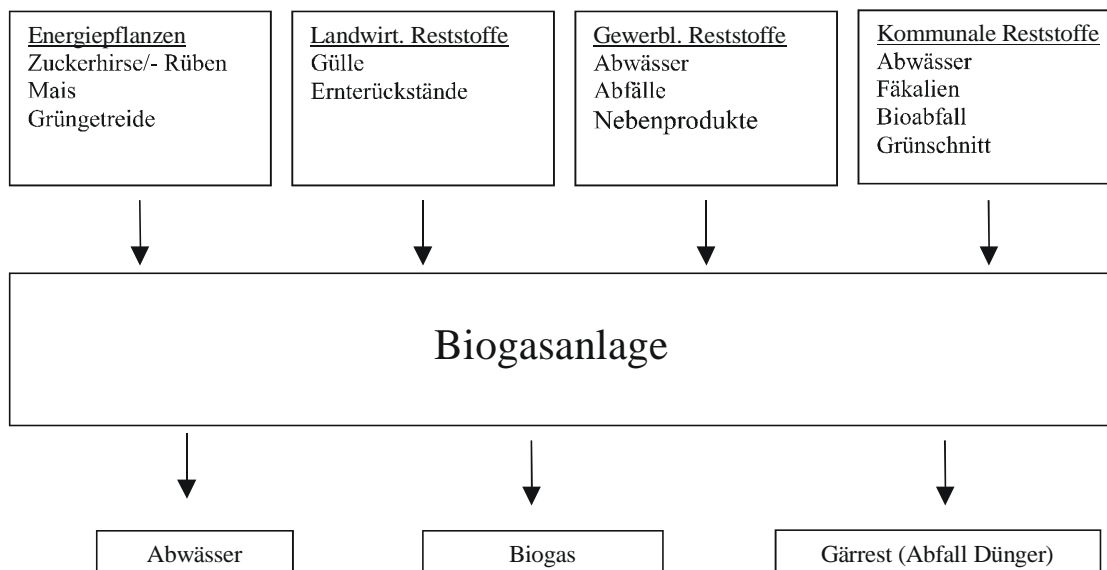 Energiepflanzen
Zuckerhirse/- Rüben
Mais
Grüngetreide
Landwirt. Reststoffe
Gülle
Ernterückstände
Gewerbl. Reststoffe
Abwässer
Abfälle
Nebenprodukte
Kommunale Reststoffe
Abwässer
Fäkalien
Bioabfall
Grünschnitt
Biogasanlage
Abwässer
Biogas
Gärrest (Abfall Dünger)